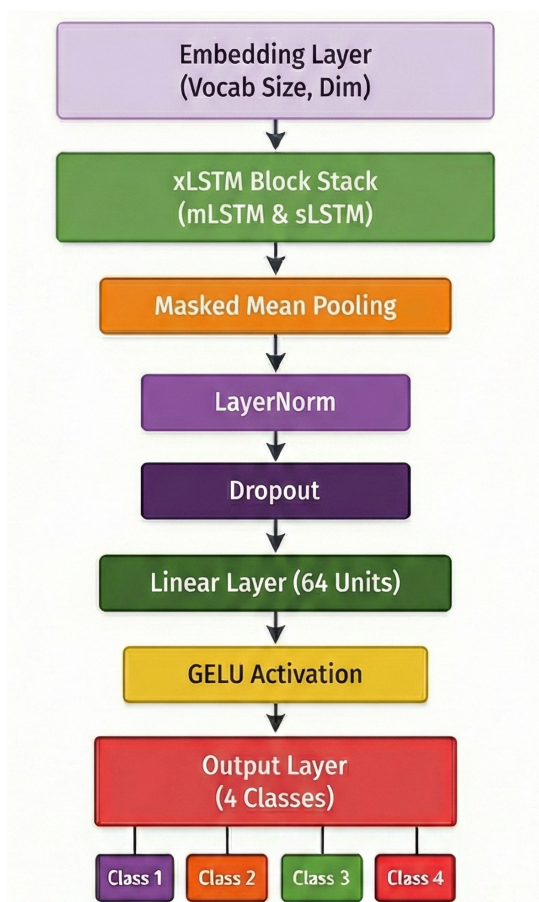 Embedding Layer
(Vocab Size, Dim)
xLSTM Block Stack
(mLSTM & sLSTM)
Masked Mean Pooling
LayerNorm
Dropout
Linear Layer (64 Units)
GELU Activation
Output Layer
(4 Classes)
Class 1
Class 2
Class 3
Class 4